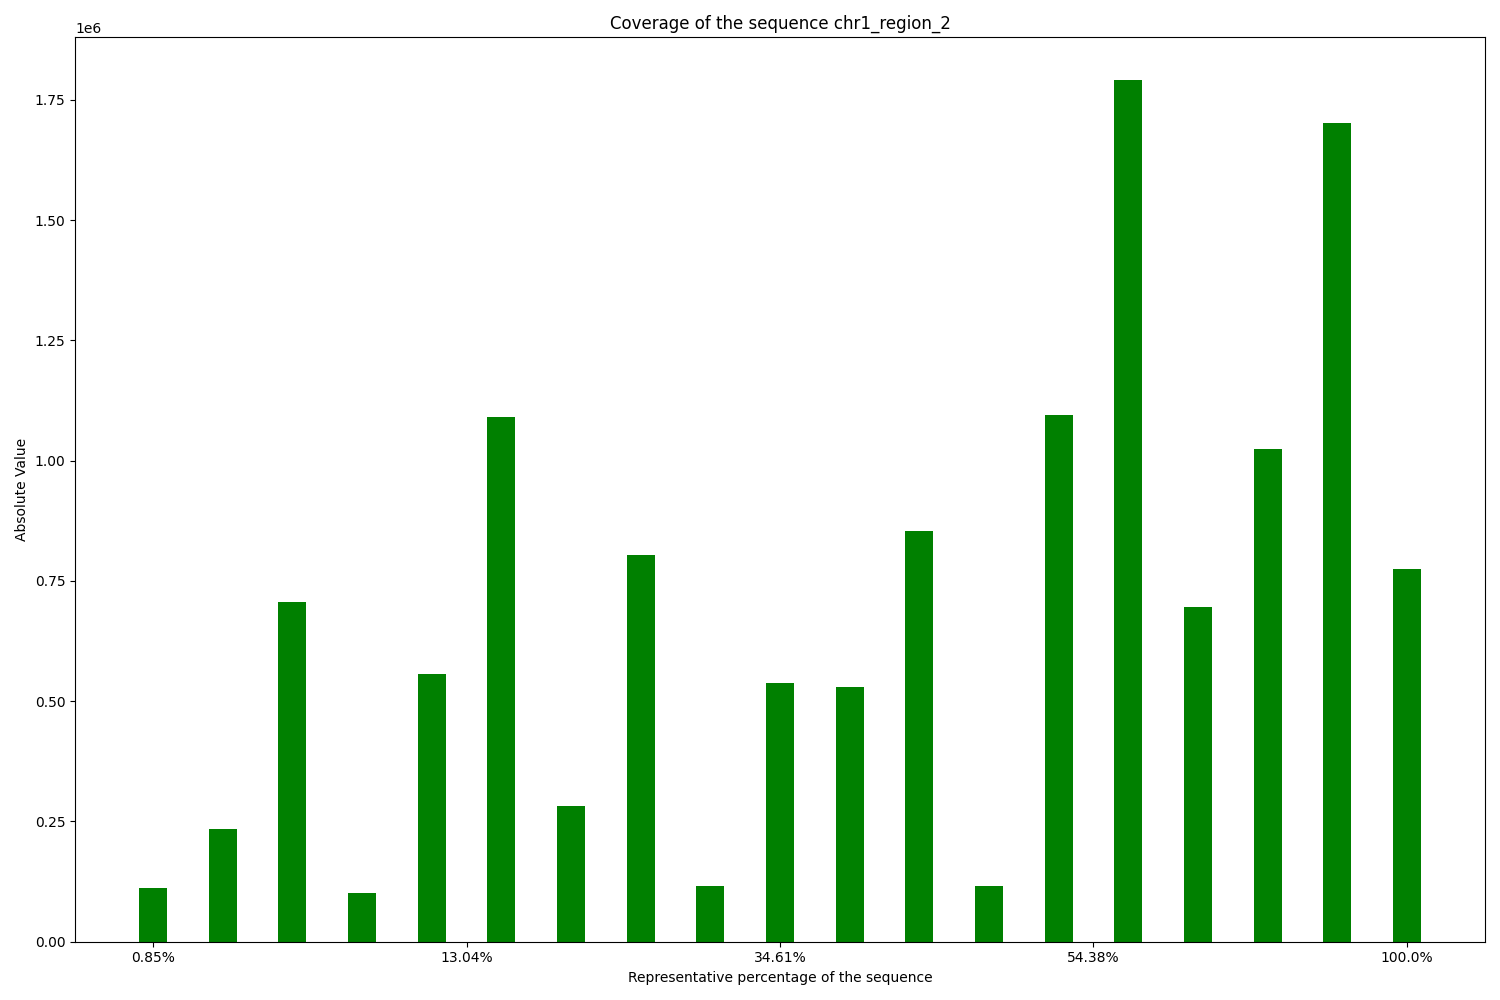 Coverage of the sequence chr1_region_2
1e6
1.75
1.50
1.25
1.00
0.75
0.50
0.25
0.00
Absolute Value
0.85% 13.04% 34.61% 54.38% 100.0%
Representative percentage of the sequence